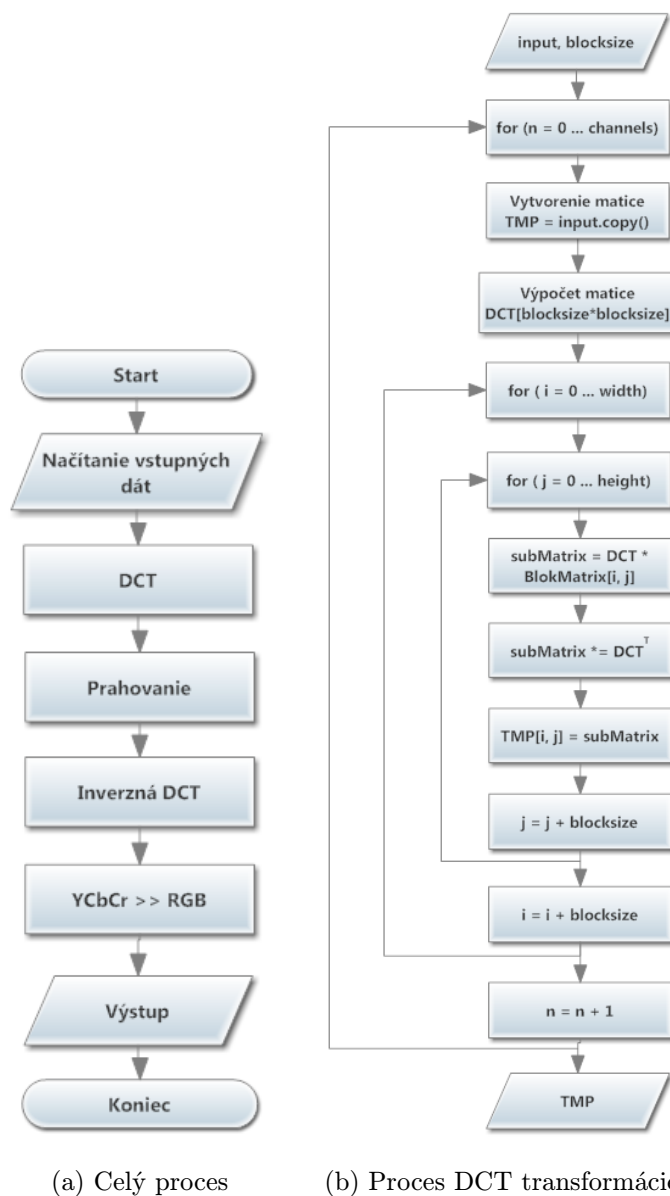 Start
Načítanie vstupných
dát
DCT
Prahovanie
Inverzná DCT
YCbCr >> RGB
Výstup
Koniec
(a) Celý proces
input, blocksize
for (n = 0 ... channels)
Vytvorenie matice
TMP = input.copy()
Výpočet matice
DCT[blocksize*blocksize]
for ( i = 0 ... width)
for ( j = 0 ... height)
subMatrix = DCT *
BlokMatrix[i, j]
subMatrix *= DCT^T
TMP[i, j] = subMatrix
j = j + blocksize
i = i + blocksize
n = n + 1
TMP
(b) Proces DCT transformáci